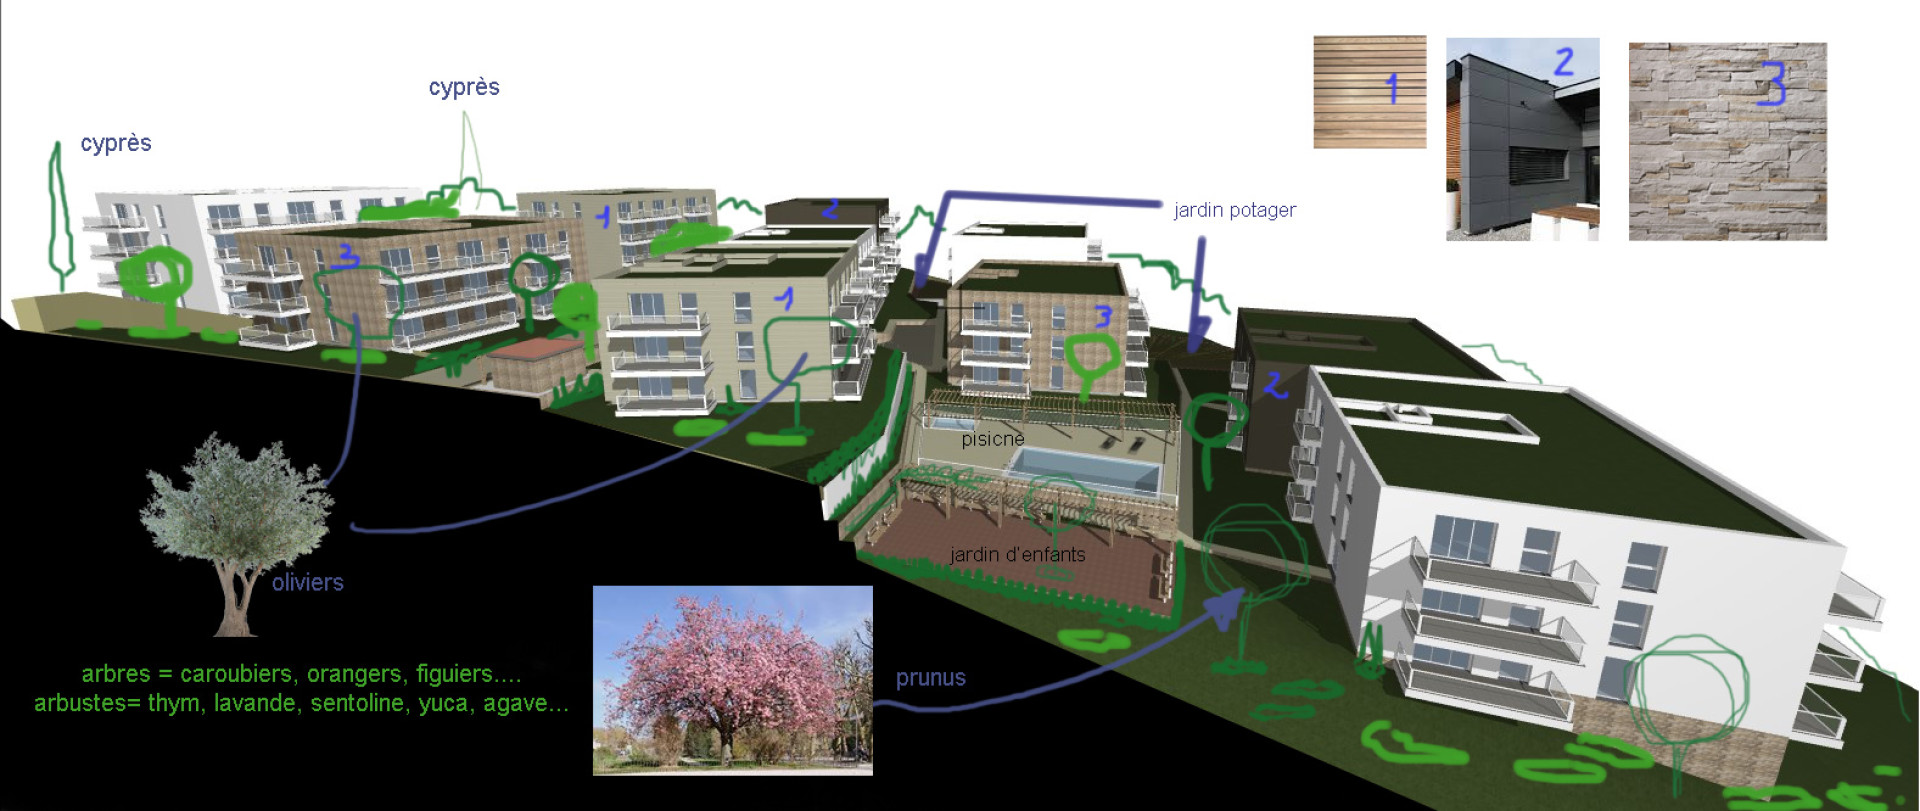 cyprès
cyprès
1
2
3
jardin potager
1
2
3
1
3
2
pisicne
jardin d'enfants
oliviers
prunus
arbres = caroubiers, orangers, figuiers....
arbustes= thym, lavande, sentoline, yuca, agave...